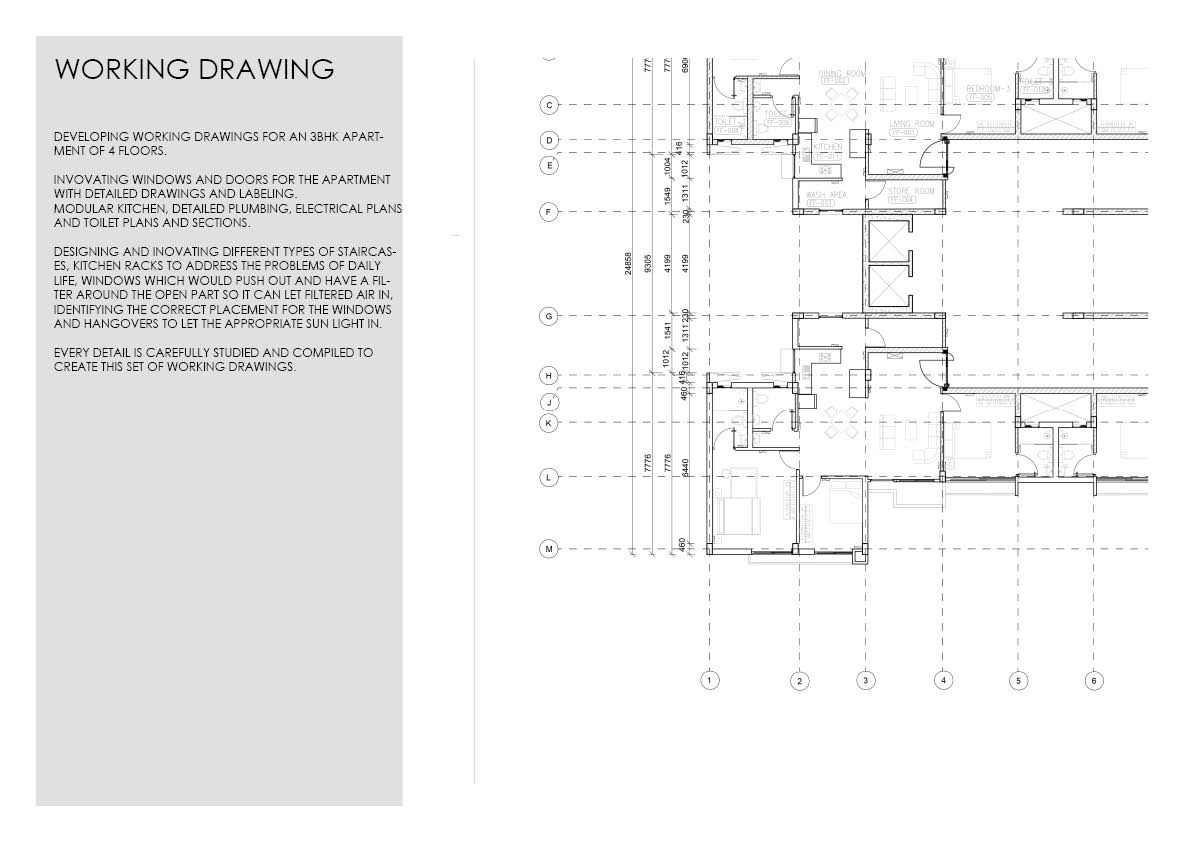 WORKING DRAWING
DEVELOPING WORKING DRAWINGS FOR AN 3BHK APART-
MENT OF 4 FLOORS.
INVOVATING WINDOWS AND DOORS FOR THE APARTMENT
WITH DETAILED DRAWINGS AND LABELING.
MODULAR KITCHEN, DETAILED PLUMBING, ELECTRICAL PLANS
AND TOILET PLANS AND SECTIONS.
DESIGNING AND INOVATING DIFFERENT TYPES OF STAIRCAS-
ES, KITCHEN RACKS TO ADDRESS THE PROBLEMS OF DAILY
LIFE, WINDOWS WHICH WOULD PUSH OUT AND HAVE A FIL-
TER AROUND THE OPEN PART SO IT CAN LET FILTERED AIR IN,
IDENTIFYING THE CORRECT PLACEMENT FOR THE WINDOWS
AND HANGOVERS TO LET THE APPROPRIATE SUN LIGHT IN.
EVERY DETAIL IS CAREFULLY STUDIED AND COMPILED TO
CREATE THIS SET OF WORKING DRAWINGS.
C
D
E
F
G
H
J
K
L
M
24858
9305
7776
1004
1549
4199
1541
1012
7776
416
1012
1311
230
4199
230
1311
1012
416
460
6440
460
DINING ROOM
FF-002
LIVING ROOM
FF-001
BEDROOM-3
FF-005
TOILET
FF-010
TOILET
FF-008
TOILET
FF-009
KITCHEN
FF-011
WASH AREA
FF-003
STORE ROOM
FF-004
1
2
3
4
5
6